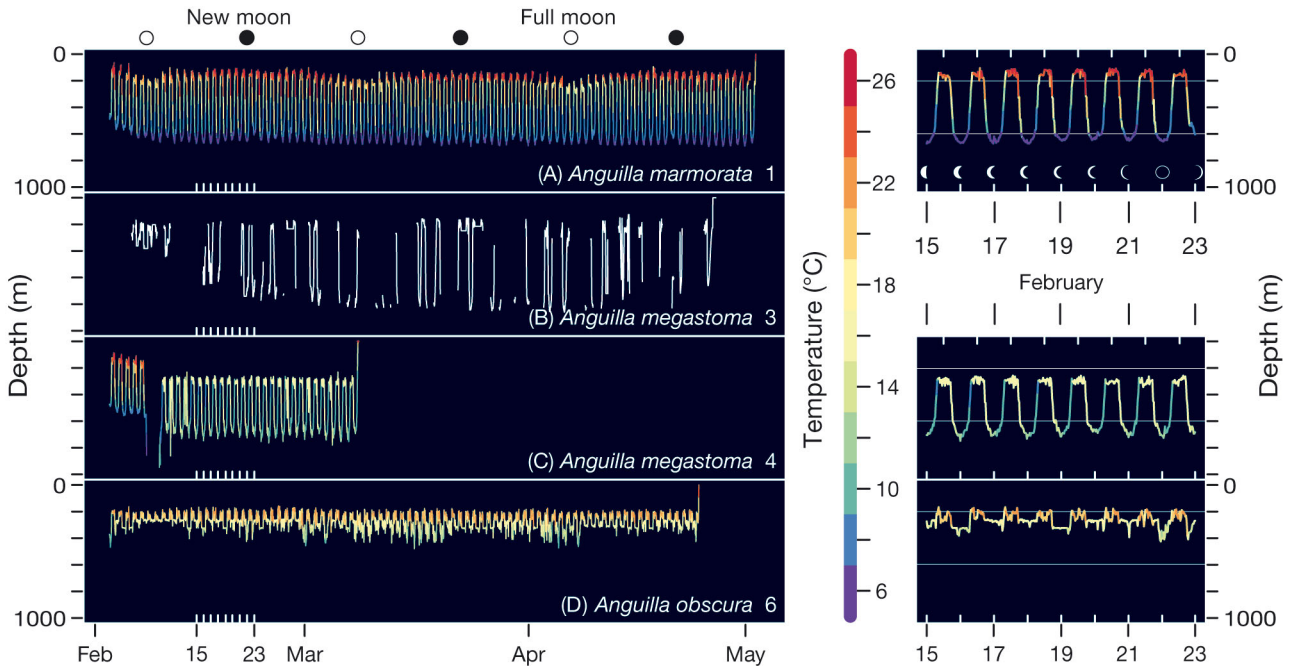 New moon
Full moon
0
1000
(A) Anguilla marmorata 1
(B) Anguilla megastoma 3
(C) Anguilla megastoma 4
0
1000
(D) Anguilla obscura 6
Depth (m)
Feb
15
23
Mar
Apr
May
Temperature (°C)
26
22
18
14
10
6
0
1000
15
17
19
21
23
February
Depth (m)
0
1000
15
17
19
21
23